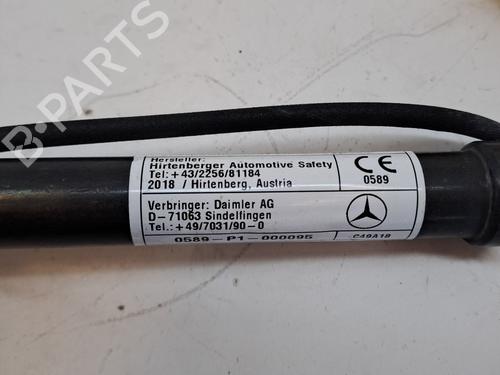 Hersteller:
Hirtenberger Automotive Safety
Tel:+43/2256/81184
2018 / Hirtenberg, Austria
CE
0589
Verbringer: Daimler AG
D-71063 Sindelfingen
Tel.:+49/7031/90-0
0589-P1-000095
C49A18
B-PARTS